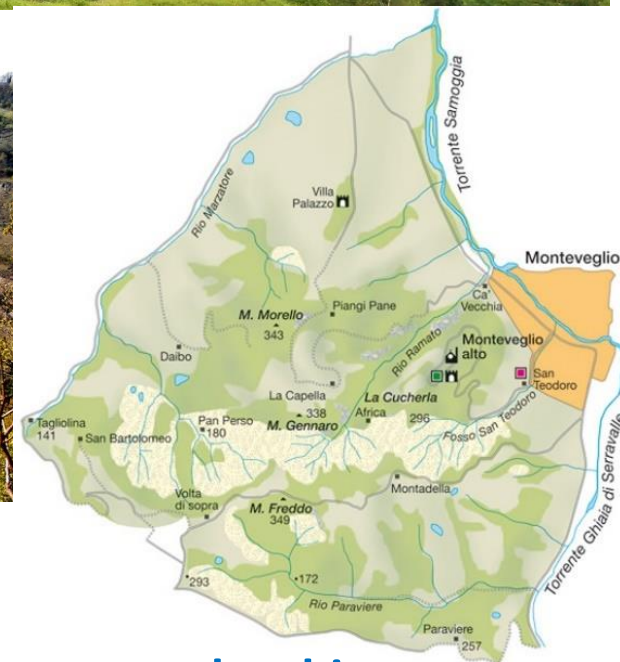 Torrente Samoggia
Rio Marzatore
Villa
Palazzo
Monteveglio
Ca'
Vecchia
M. Morello
343
Piangi Pane
Rio Ramato
Monteveglio
alto
Daibo
San
Teodoro
La Capella
338
M. Gennaro
La Cucherla
296
Africa
Fosso San Teodoro
Tagliolina
141
San Bartolomeo
Pan Perso
180
Volta
di sopra
Montadella
M. Freddo
349
Torrente Ghiaia di Serravalle
293
172
Rio Paraviere
Paraviere
257